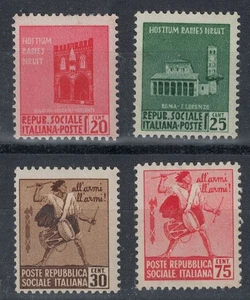 HOSTIUM RABIES DIRUIT
REPUB. SOCIALE
ITALIANA-POSTE
CENT
20
HOSTIUM RABIES DIRUIT
ROMA - S. LORENZO
REPUB. SOCIALE
ITALIANA-POSTE
CENT
25
all'armi
all'armi!
POSTE REPUBBLICA
SOCIALE ITALIANA
CENT
30
all'armi
all'armi!
POSTE REPUBBLICA
SOCIALE ITALIANA
CENT
75